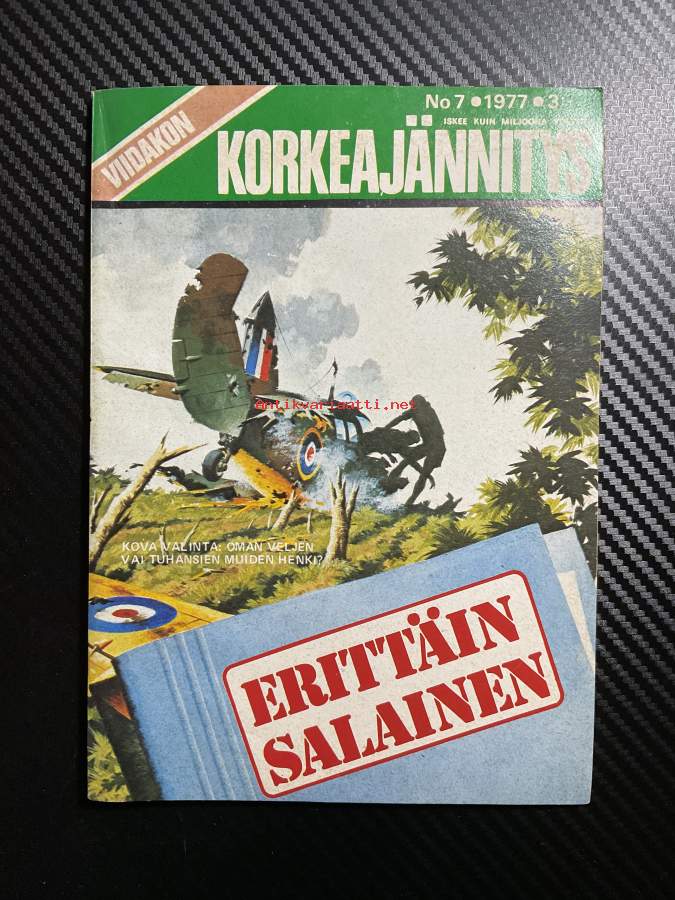 No 7 • 1977 • 3:-
ISKEE KUIN MILJOONA VOLTTIA
VIIDAKON
KORKEAJÄNNITYS
antikvariaatti.net
KOVA VALINTA: OMAN VELJEN
VAI TUHANSIEN MUIDEN HENKI?
ERITTÄIN
SALAINEN